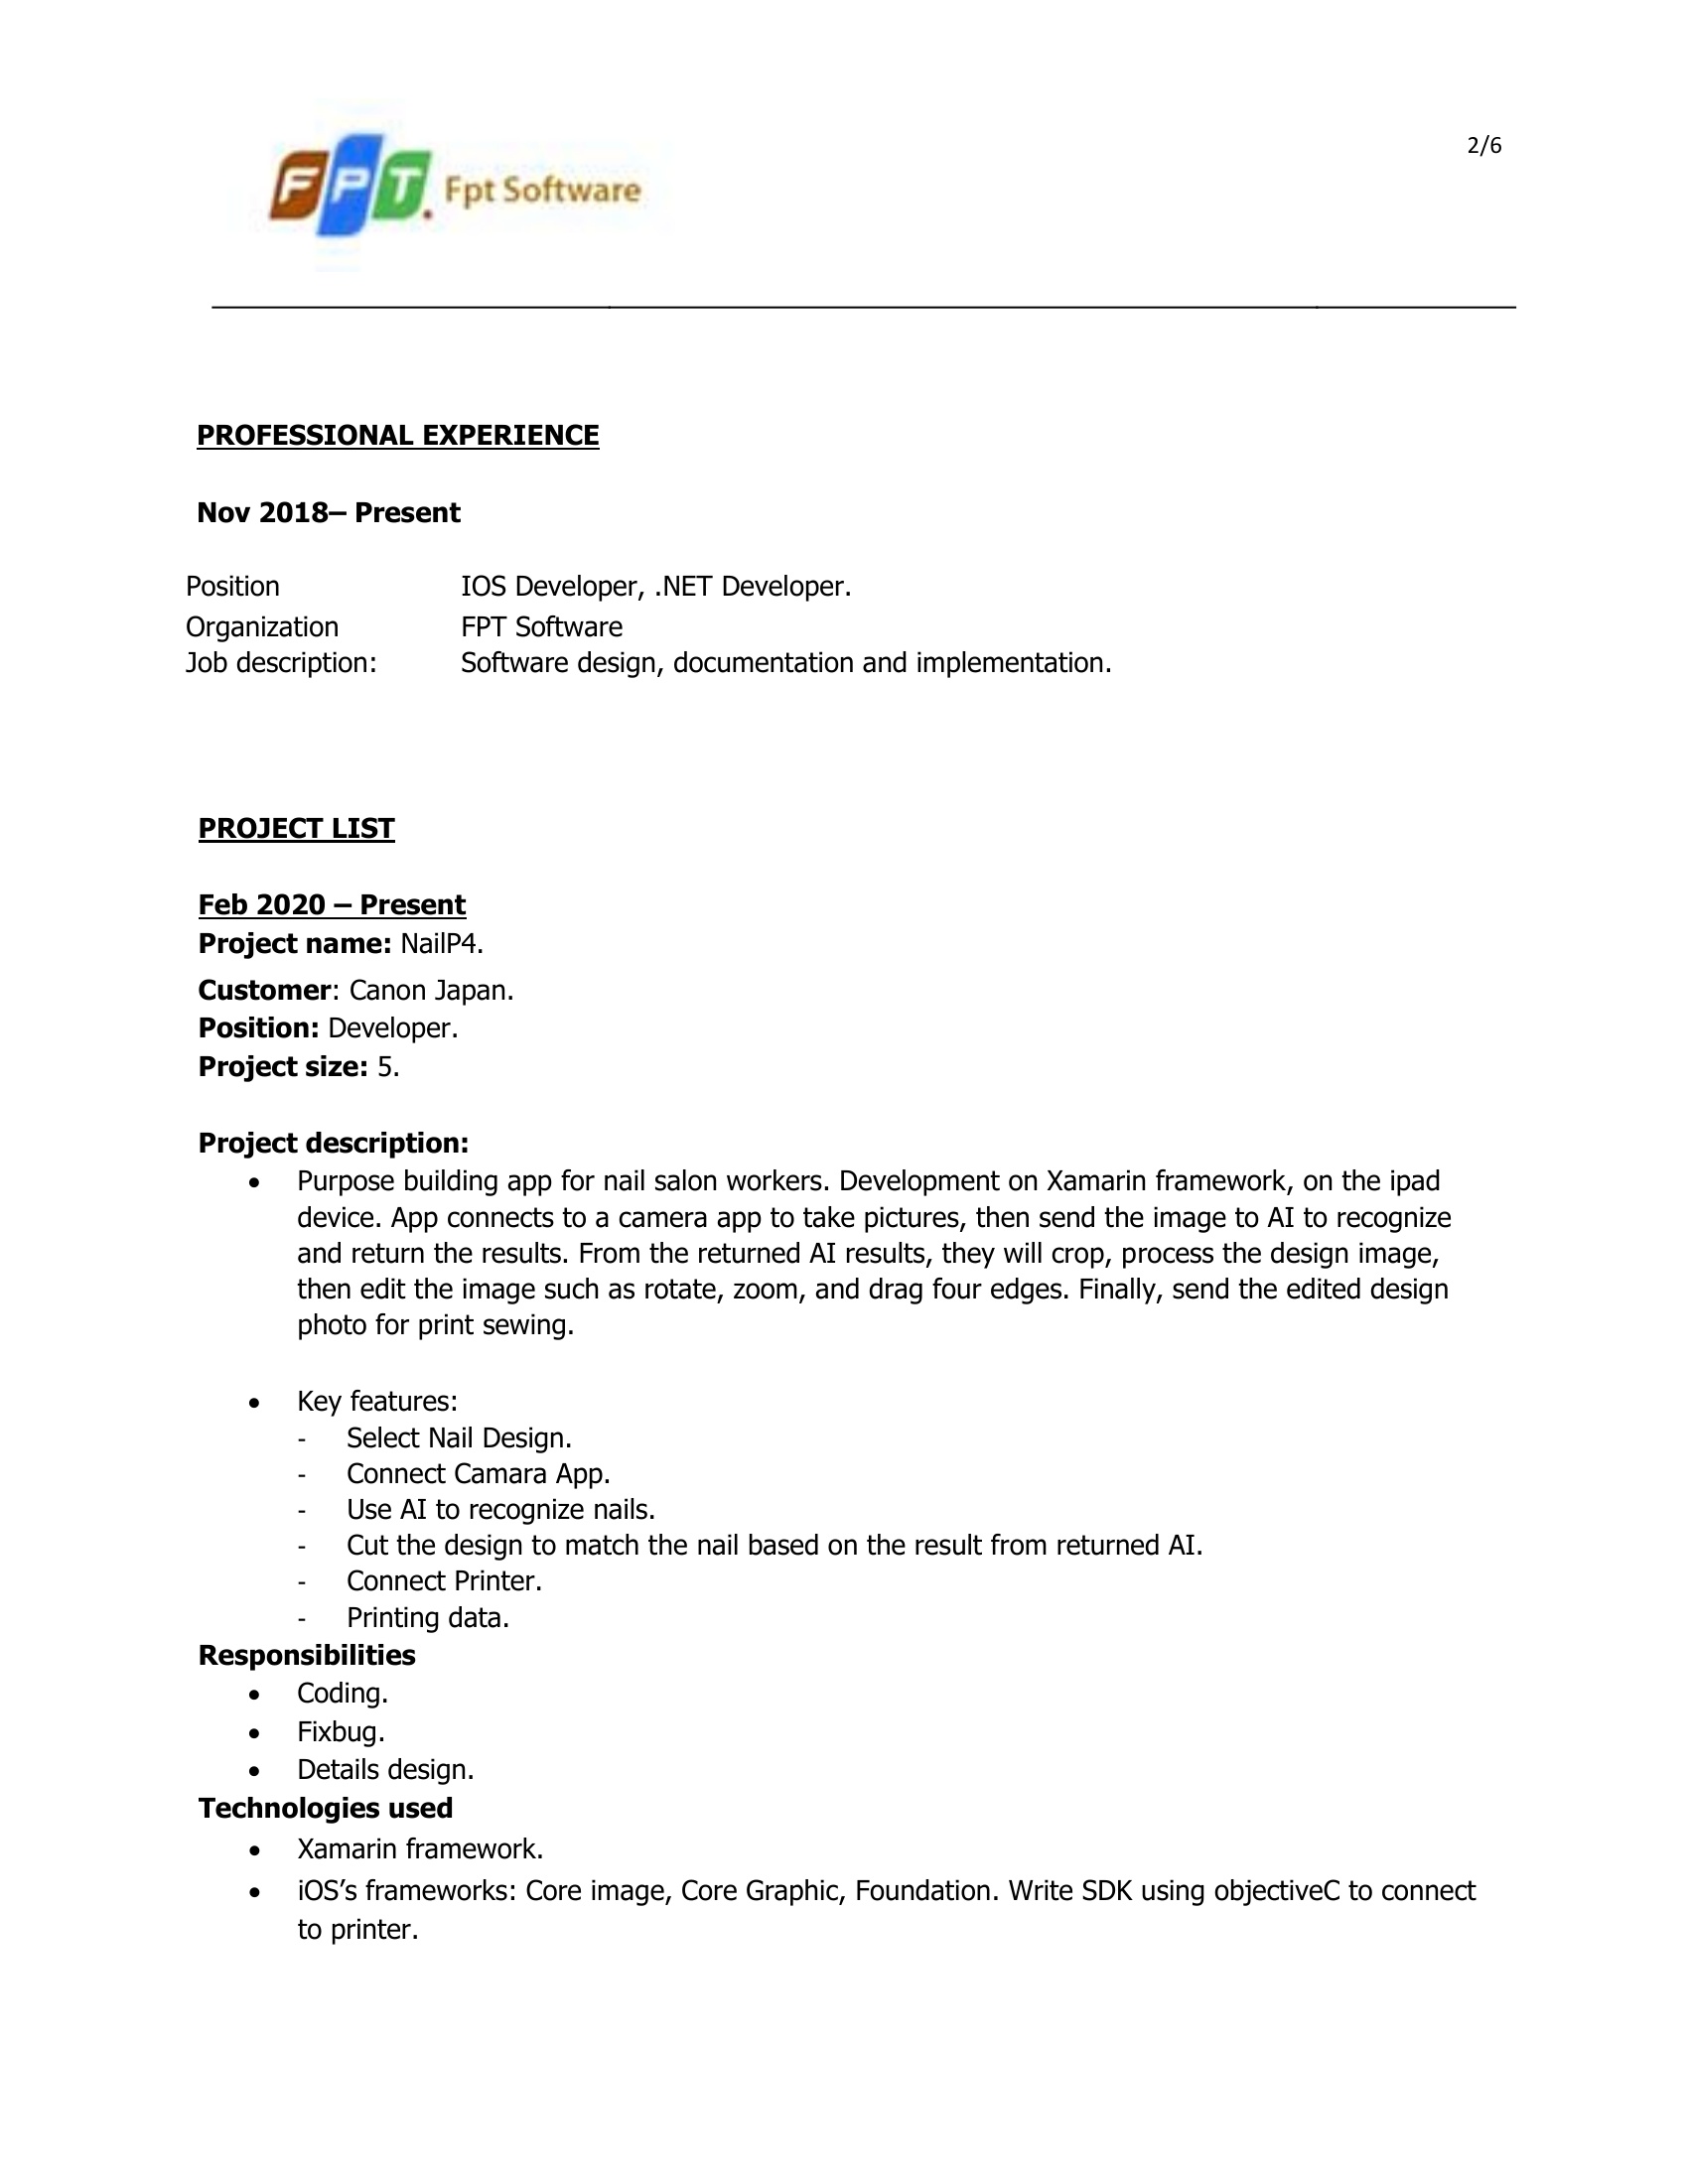 FPT. Fpt Software
2/6
PROFESSIONAL EXPERIENCE
Nov 2018– Present
Position IOS Developer, .NET Developer.
Organization FPT Software
Job description: Software design, documentation and implementation.
PROJECT LIST
Feb 2020 – Present
Project name: NailP4.
Customer: Canon Japan.
Position: Developer.
Project size: 5.
Project description:
• Purpose building app for nail salon workers. Development on Xamarin framework, on the ipad
device. App connects to a camera app to take pictures, then send the image to AI to recognize
and return the results. From the returned AI results, they will crop, process the design image,
then edit the image such as rotate, zoom, and drag four edges. Finally, send the edited design
photo for print sewing.
• Key features:
- Select Nail Design.
- Connect Camara App.
- Use AI to recognize nails.
- Cut the design to match the nail based on the result from returned AI.
- Connect Printer.
- Printing data.
Responsibilities
• Coding.
• Fixbug.
• Details design.
Technologies used
• Xamarin framework.
• iOS’s frameworks: Core image, Core Graphic, Foundation. Write SDK using objectiveC to connect
to printer.